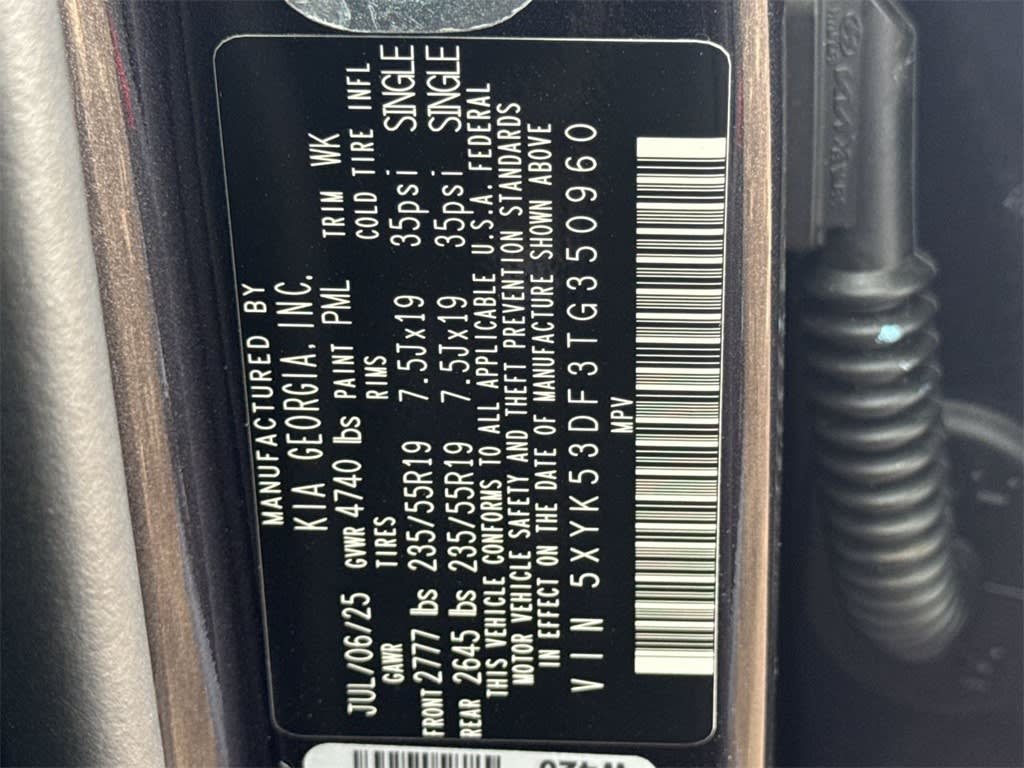 MANUFACTURED BY
KIA GEORGIA, INC.
JUL/06/25 GVWR 4740 lbs PAINT PML TRIM WK
GAWR TIRES RIMS COLD TIRE INFL
FRONT 2777 lbs 235/55R19 7.5Jx19 35psi SINGLE
REAR 2645 lbs 235/55R19 7.5Jx19 35psi SINGLE
THIS VEHICLE CONFORMS TO ALL APPLICABLE U.S.A. FEDERAL
MOTOR VEHICLE SAFETY AND THEFT PREVENTION STANDARDS
IN EFFECT ON THE DATE OF MANUFACTURE SHOWN ABOVE
VIN 5XYK53DF3TG350960
MPV